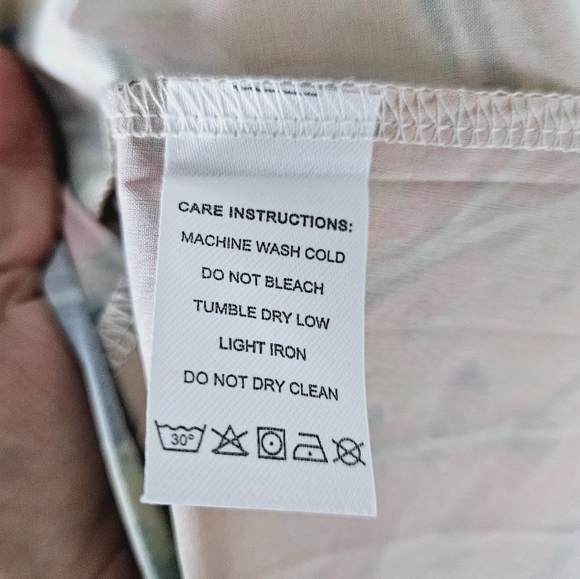 CARE INSTRUCTIONS:
MACHINE WASH COLD
DO NOT BLEACH
TUMBLE DRY LOW
LIGHT IRON
DO NOT DRY CLEAN
30°